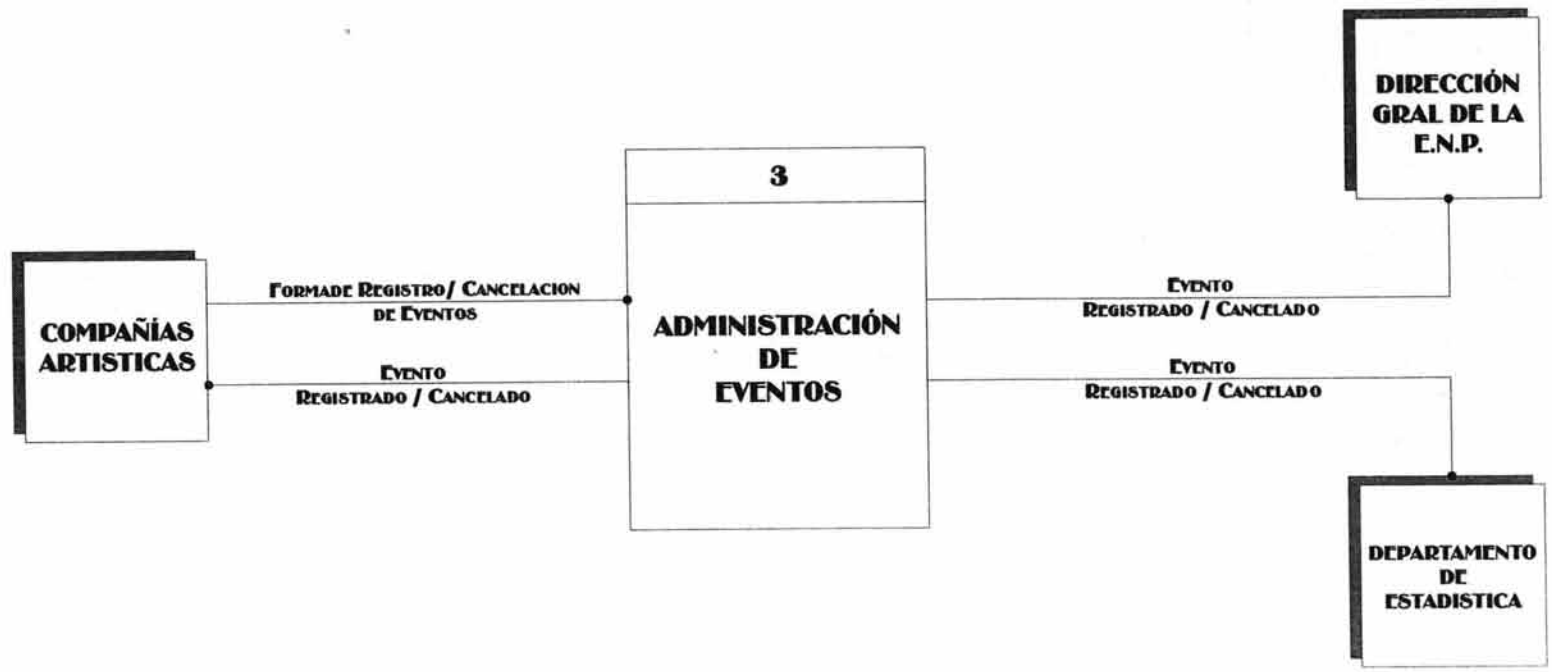 DIRECCIÓN
GRAL DE LA
E.N.P.
3
FORMADE REGISTRO/ CANCELACION
DE EVENTOS
EVENTO
REGISTRADO / CANCELADO
COMPAÑÍAS
ARTISTICAS
ADMINISTRACIÓN
DE
EVENTOS
EVENTO
REGISTRADO / CANCELADO
EVENTO
REGISTRADO / CANCELADO
DEPARTAMENTO
DE
ESTADISTICA